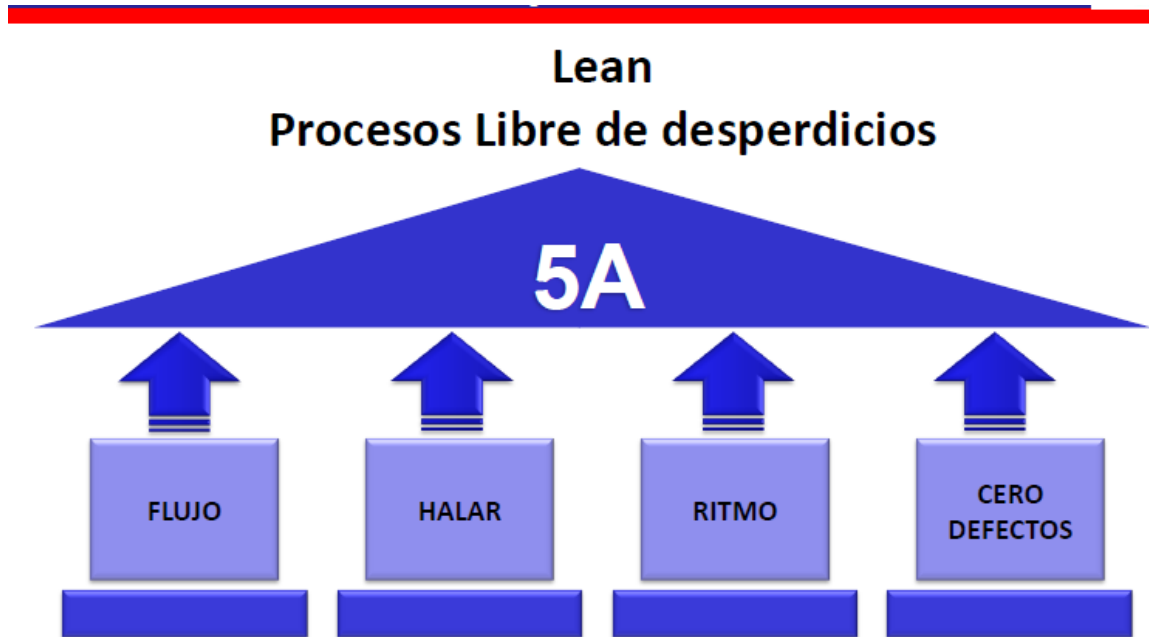 Lean
Procesos Libre de desperdicios
5A
FLUJO
HALAR
RITMO
CERO
DEFECTOS